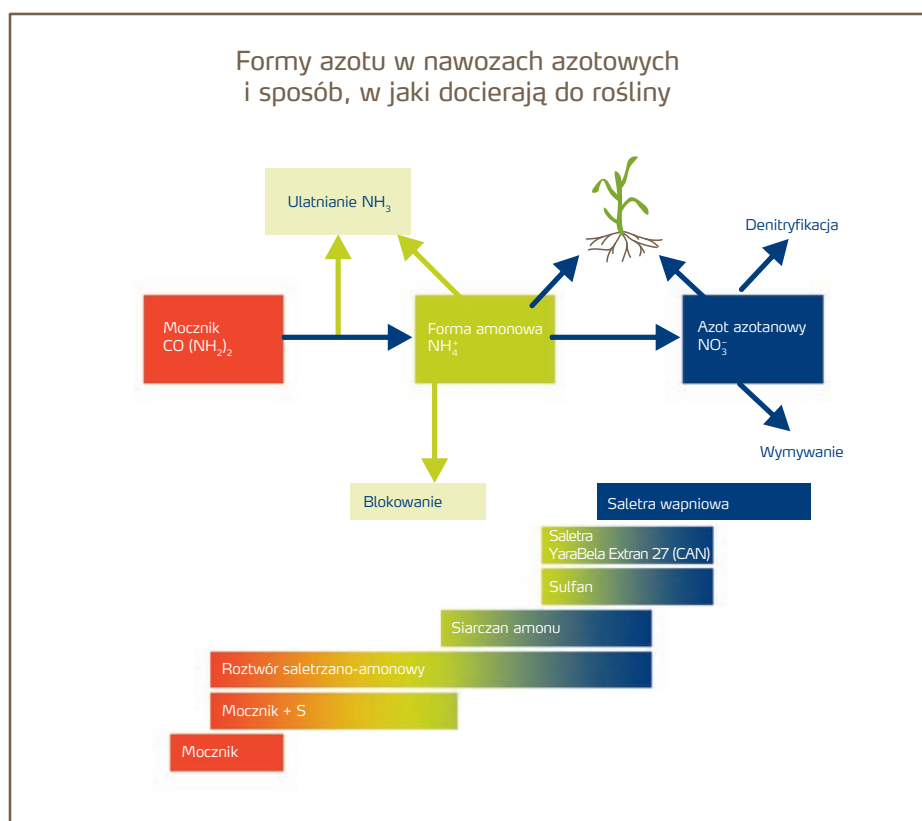 Formy azotu w nawozach azotowych
i sposób, w jaki docierają do rośliny
Ulatnianie NH₃
Denitryfikacja
Mocznik
CO (NH₂)₂
Forma amonowa
NH₄⁺
Azot azotanowy
NO₃⁻
Wymywanie
Blokowanie
Saletra wapniowa
Saletra
YaraBela Extran 27 (CAN)
Sulfan
Siarczan amonu
Roztwór saletrzano-amonowy
Mocznik + S
Mocznik